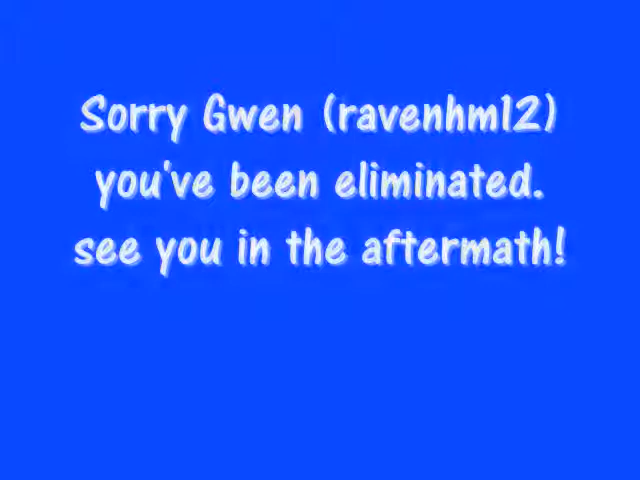 Sorry Gwen (ravenhm12)
you've been eliminated.
see you in the aftermath!